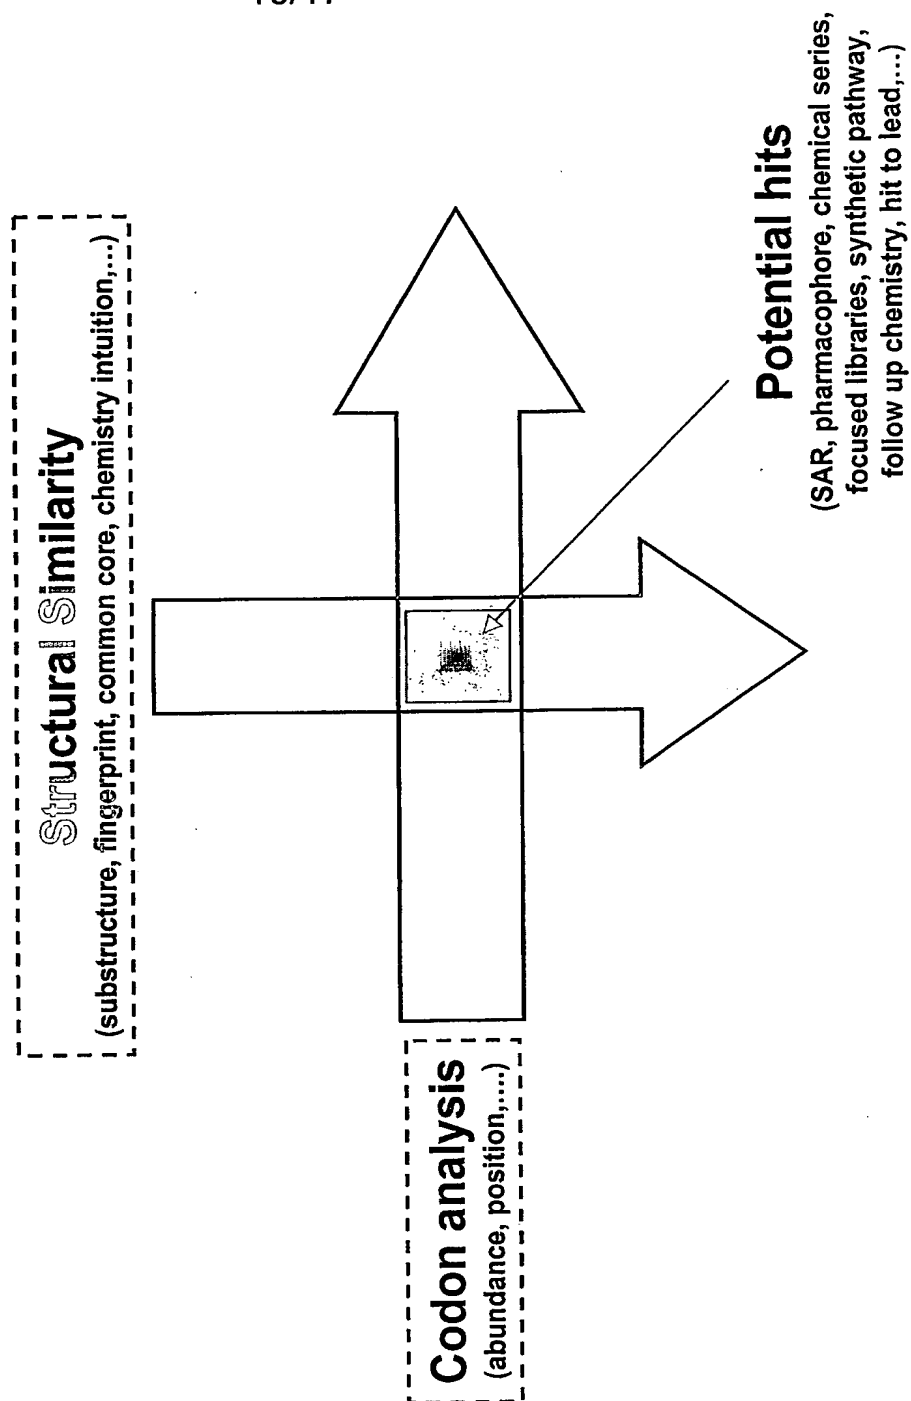 Structural Similarity
(substructure, fingerprint, common core, chemistry intuition,...)
Codon analysis
(abundance, position,....)
Potential hits
(SAR, pharmacophore, chemical series,
focused libraries, synthetic pathway,
follow up chemistry, hit to lead,...)